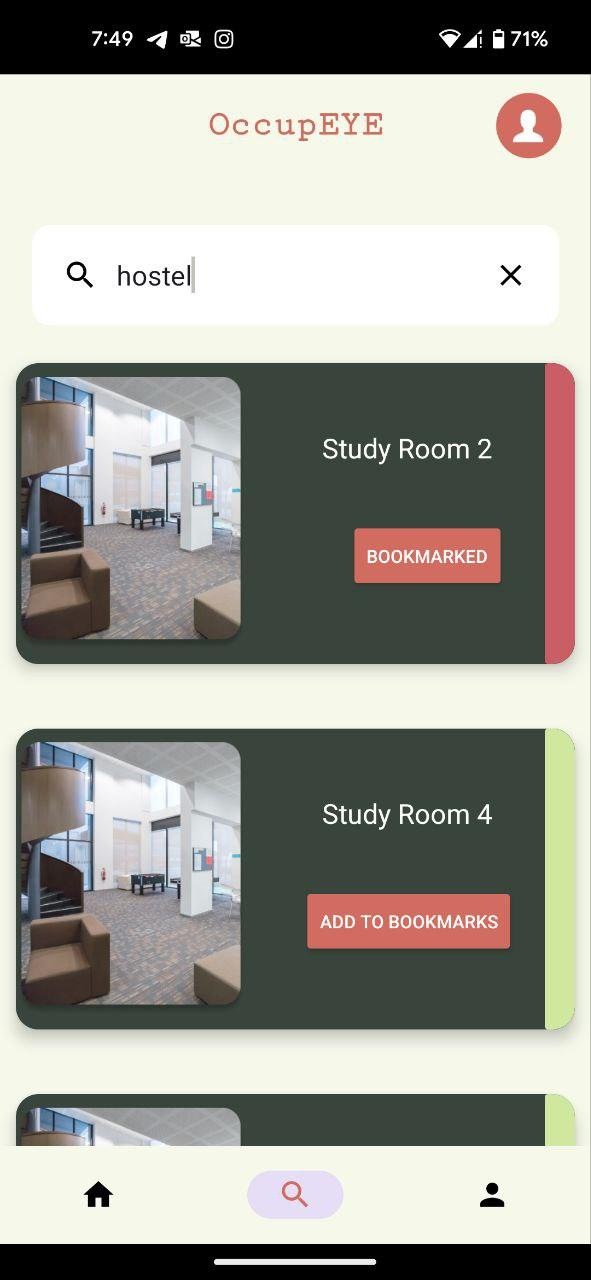 7:49
71%
OccupEYE
hostel
Study Room 2
BOOKMARKED
Study Room 4
ADD TO BOOKMARKS